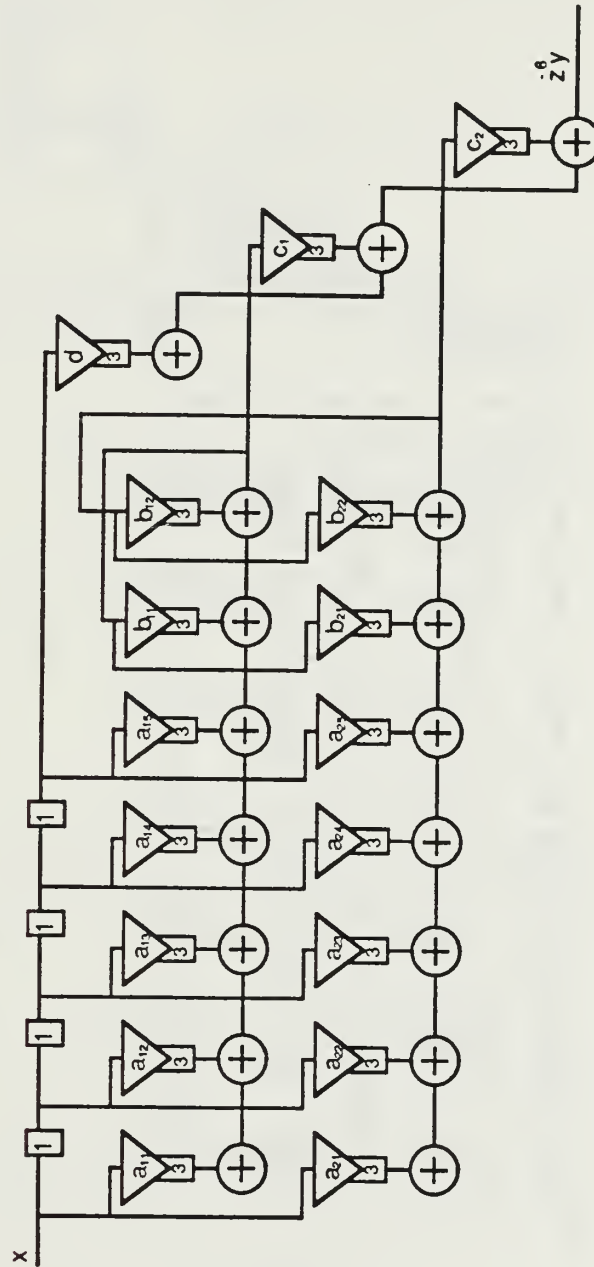 x
1 1 1 1
d
3
a₁₁ a₁₂ a₁₃ a₁₄ a₁₅ b₁₁ b₁₂
3 3 3 3 3 3 3
c₁
3
a₂₁ a₂₂ a₂₃ a₂₄ a₂₅ b₂₁ b₂₂
3 3 3 3 3 3 3
c₂
3
+ + + + + + + + + + + + + + + + +
z⁻⁶y